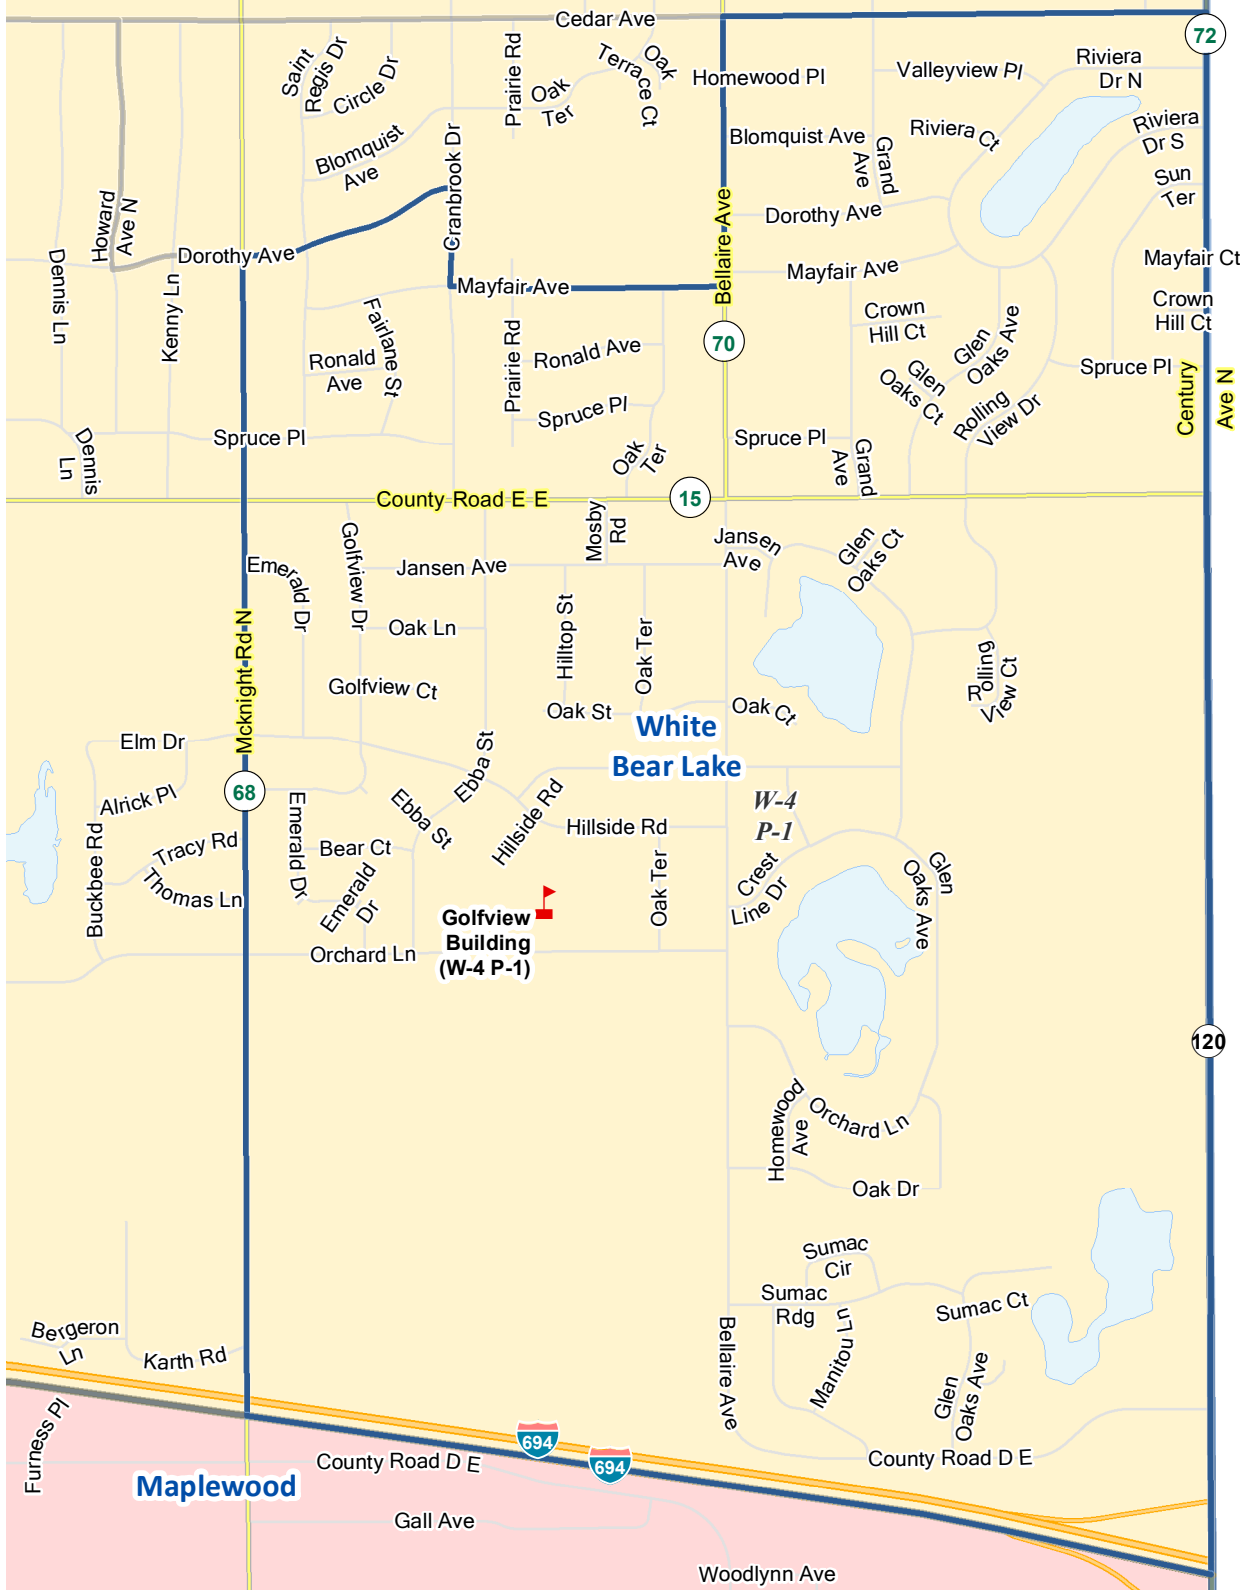 Cedar Ave
72
Saint
Regis Dr
Circle Dr
Prairie Rd
Oak
Terrace Ct
Oak
Ter
Homewood Pl
Valleyview Pl
Riviera
Dr N
Blomquist
Ave
Cranbrook Dr
Blomquist Ave
Grand
Ave
Riviera Ct
Riviera
Dr S
Sun
Ter
Howard
Ave N
Dorothy Ave
Bellaire Ave
Dorothy Ave
Dennis Ln
Kenny Ln
Mayfair Ave
Mayfair Ave
Mayfair Ct
Crown
Hill Ct
Crown
Hill Ct
Fairlane St
Ronald
Ave
Prairie Rd
Ronald Ave
70
Glen
Oaks Ave
Glen
Oaks Ct
Rolling
View Dr
Spruce Pl
Century
Ave N
Spruce Pl
Spruce Pl
Spruce Pl
Dennis
Ln
Oak
Ter
Grand
Ave
County Road E E
15
Mosby
Rd
Jansen
Ave
Glen
Oaks Ct
Golfview Dr
Emerald Dr
Jansen Ave
Oak Ln
Hilltop St
Oak Ter
Mcknight Rd N
Golfview Ct
Rolling
View Ct
Oak St
Oak Ct
White
Bear Lake
Elm Dr
Ebba St
68
Alrick Pl
Emerald Dr
Ebba St
Hillside Rd
Hillside Rd
W-4
P-1
Buckbee Rd
Tracy Rd
Thomas Ln
Bear Ct
Emerald
Dr
Oak Ter
Crest
Line Dr
Glen
Oaks Ave
Golfview
Building
(W-4 P-1)
Orchard Ln
120
Homewood
Ave
Orchard Ln
Oak Dr
Sumac
Cir
Sumac
Rdg
Manitou Ln
Sumac Ct
Bergeron
Ln
Karth Rd
Bellaire Ave
Glen
Oaks Ave
Furness Pl
694
694
County Road D E
County Road D E
Maplewood
Gall Ave
Woodlynn Ave